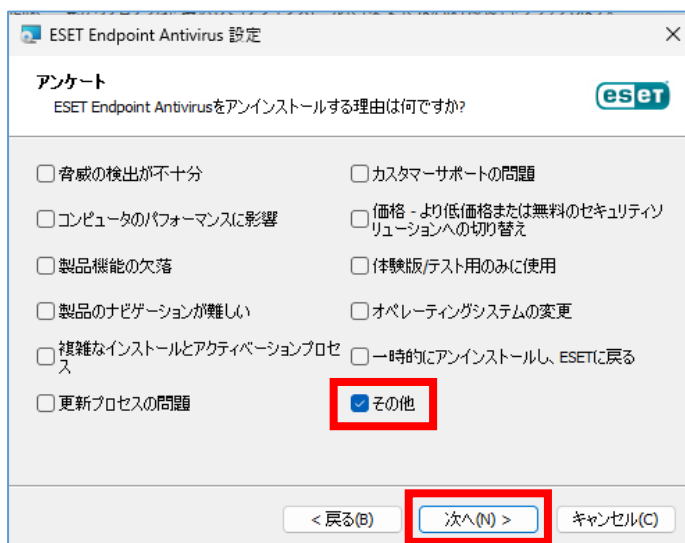 ESET Endpoint Antivirus 設定
アンケート
ESET Endpoint Antivirusをアンインストールする理由は何ですか?
eset
脅威の検出が不十分
カスタマーサポートの問題
コンピュータのパフォーマンスに影響
価格 - より低価格または無料のセキュリティソ
リューションへの切り替え
製品機能の欠落
体験版/テスト用のみに使用
製品のナビゲーションが難しい
オペレーティングシステムの変更
複雑なインストールとアクティベーションプロセ
ス
一時的にアンインストールし、ESETに戻る
更新プロセスの問題
その他
< 戻る(B)
次へ(N) >
キャンセル(C)